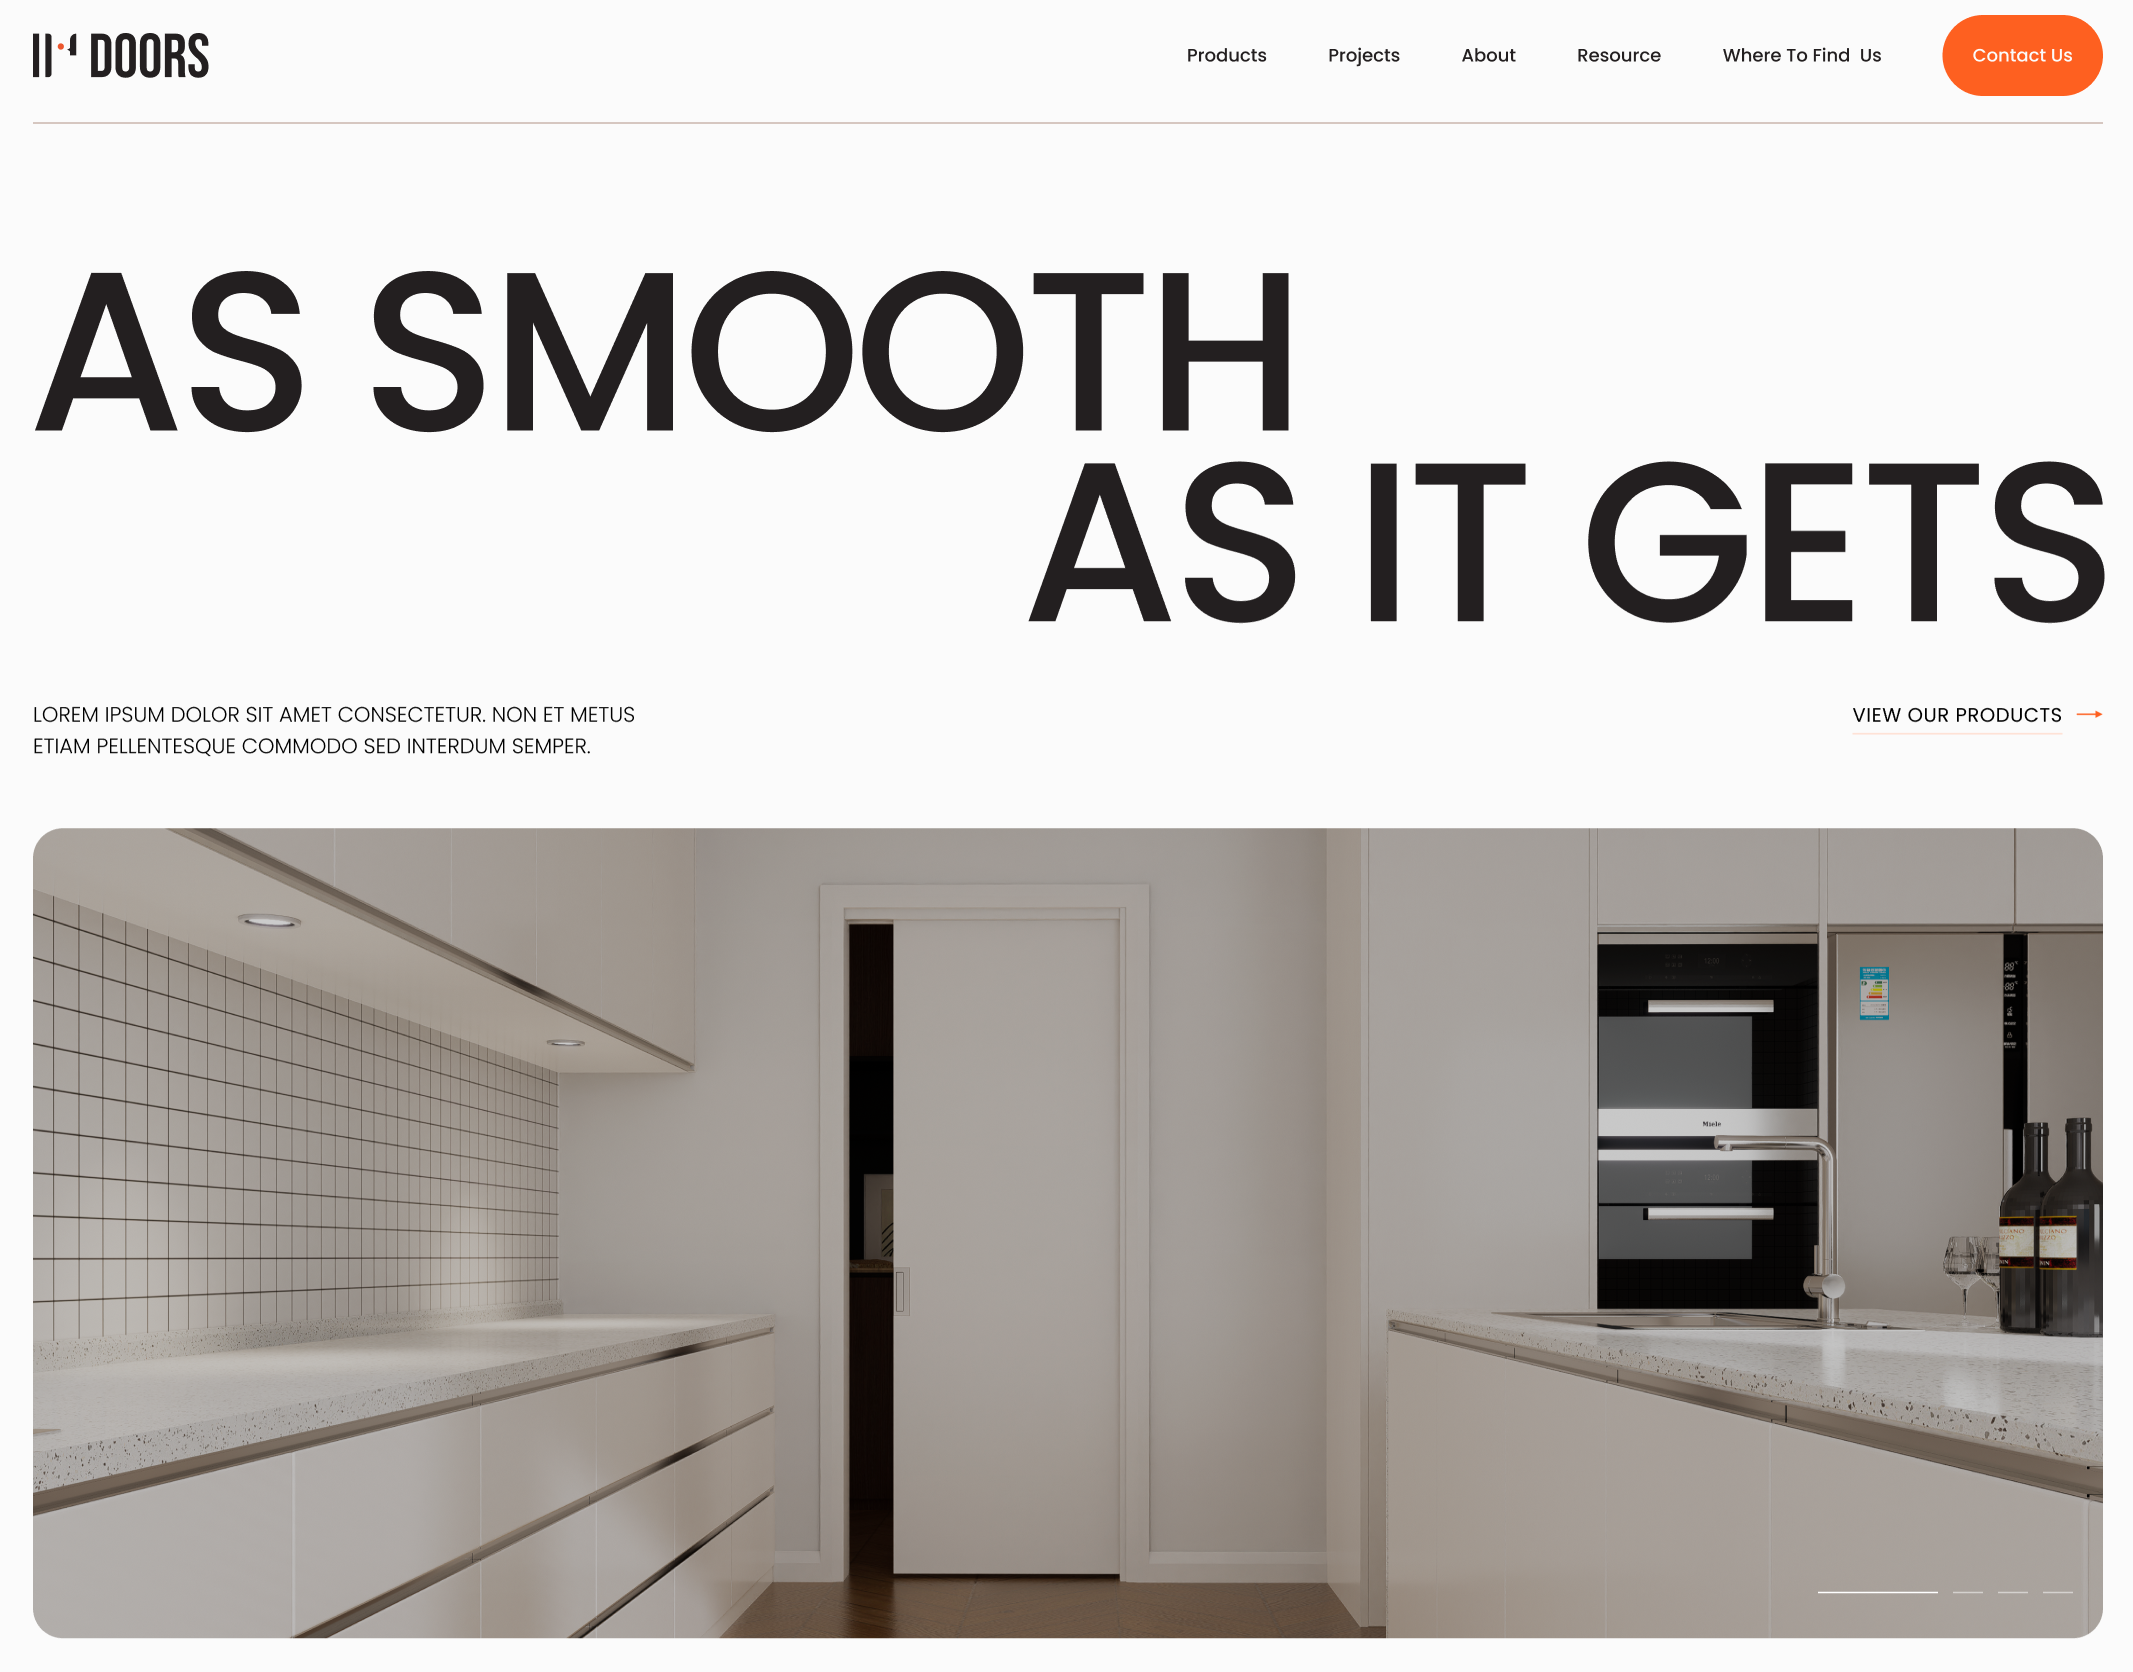 DOORS
Products Projects About Resource Where To Find Us Contact Us
AS SMOOTH
AS IT GETS
LOREM IPSUM DOLOR SIT AMET CONSECTETUR. NON ET METUS
ETIAM PELLENTESQUE COMMODO SED INTERDUM SEMPER.
VIEW OUR PRODUCTS
Miele